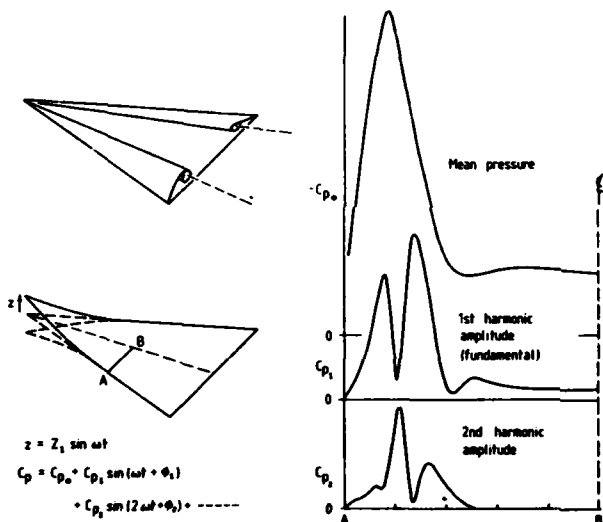 Mean pressure
-Cp₀
z
B
A
0
1st harmonic
amplitude
(fundamental)
Cp₁
0
z = Z₁ sin ωt
2nd harmonic
amplitude
Cp = Cp₀ + Cp₁ sin (ωt + φ₁)
Cp₂
+ Cp₂ sin (2ωt + φ₂) + -----
0
A